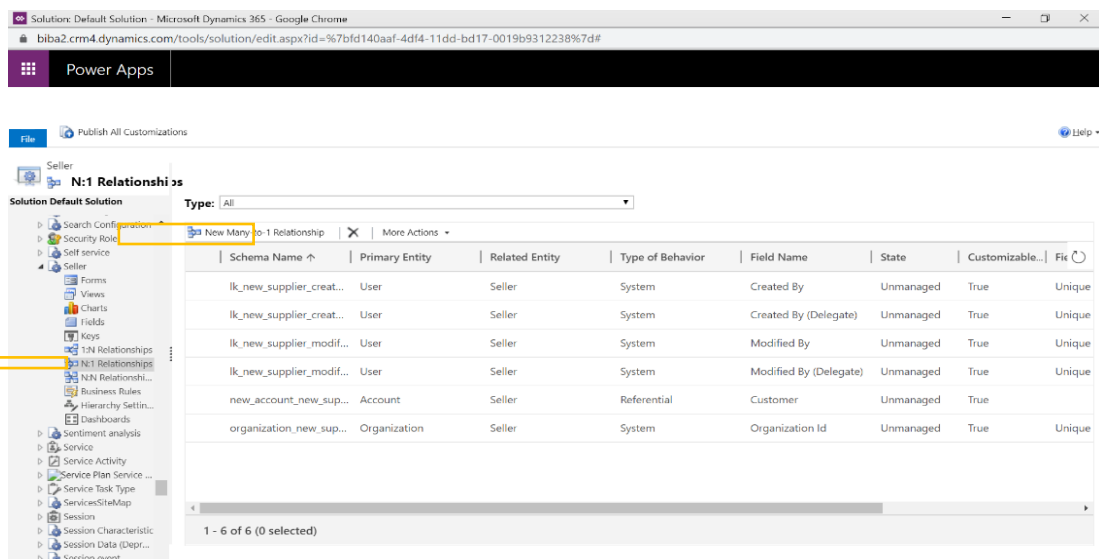 Solution: Default Solution - Microsoft Dynamics 365 - Google Chrome
biba2.crm4.dynamics.com/tools/solution/edit.aspx?id=%7bfd140aaf-4df4-11dd-bd17-0019b9312238%7d#
Power Apps
File
Publish All Customizations
Help
Seller
N:1 Relationships
Solution Default Solution
Search Configuration
Security Role
Self service
Seller
Forms
Views
Charts
Fields
Keys
1:N Relationships
N:1 Relationships
N:N Relationshi...
Business Rules
Hierarchy Settin...
Dashboards
Sentiment analysis
Service
Service Activity
Service Plan Service ...
Service Task Type
ServicesSiteMap
Session
Session Characteristic
Session Data (Depr...
Session event
Type: All
New Many-to-1 Relationship More Actions
Schema Name Primary Entity Related Entity Type of Behavior Field Name State Customizable... Fie
lk_new_supplier_creat... User Seller System Created By Unmanaged True Unique
lk_new_supplier_creat... User Seller System Created By (Delegate) Unmanaged True Unique
lk_new_supplier_modif... User Seller System Modified By Unmanaged True Unique
lk_new_supplier_modif... User Seller System Modified By (Delegate) Unmanaged True Unique
new_account_new_sup... Account Seller Referential Customer Unmanaged True
organization_new_sup... Organization Seller System Organization Id Unmanaged True Unique
1 - 6 of 6 (0 selected)